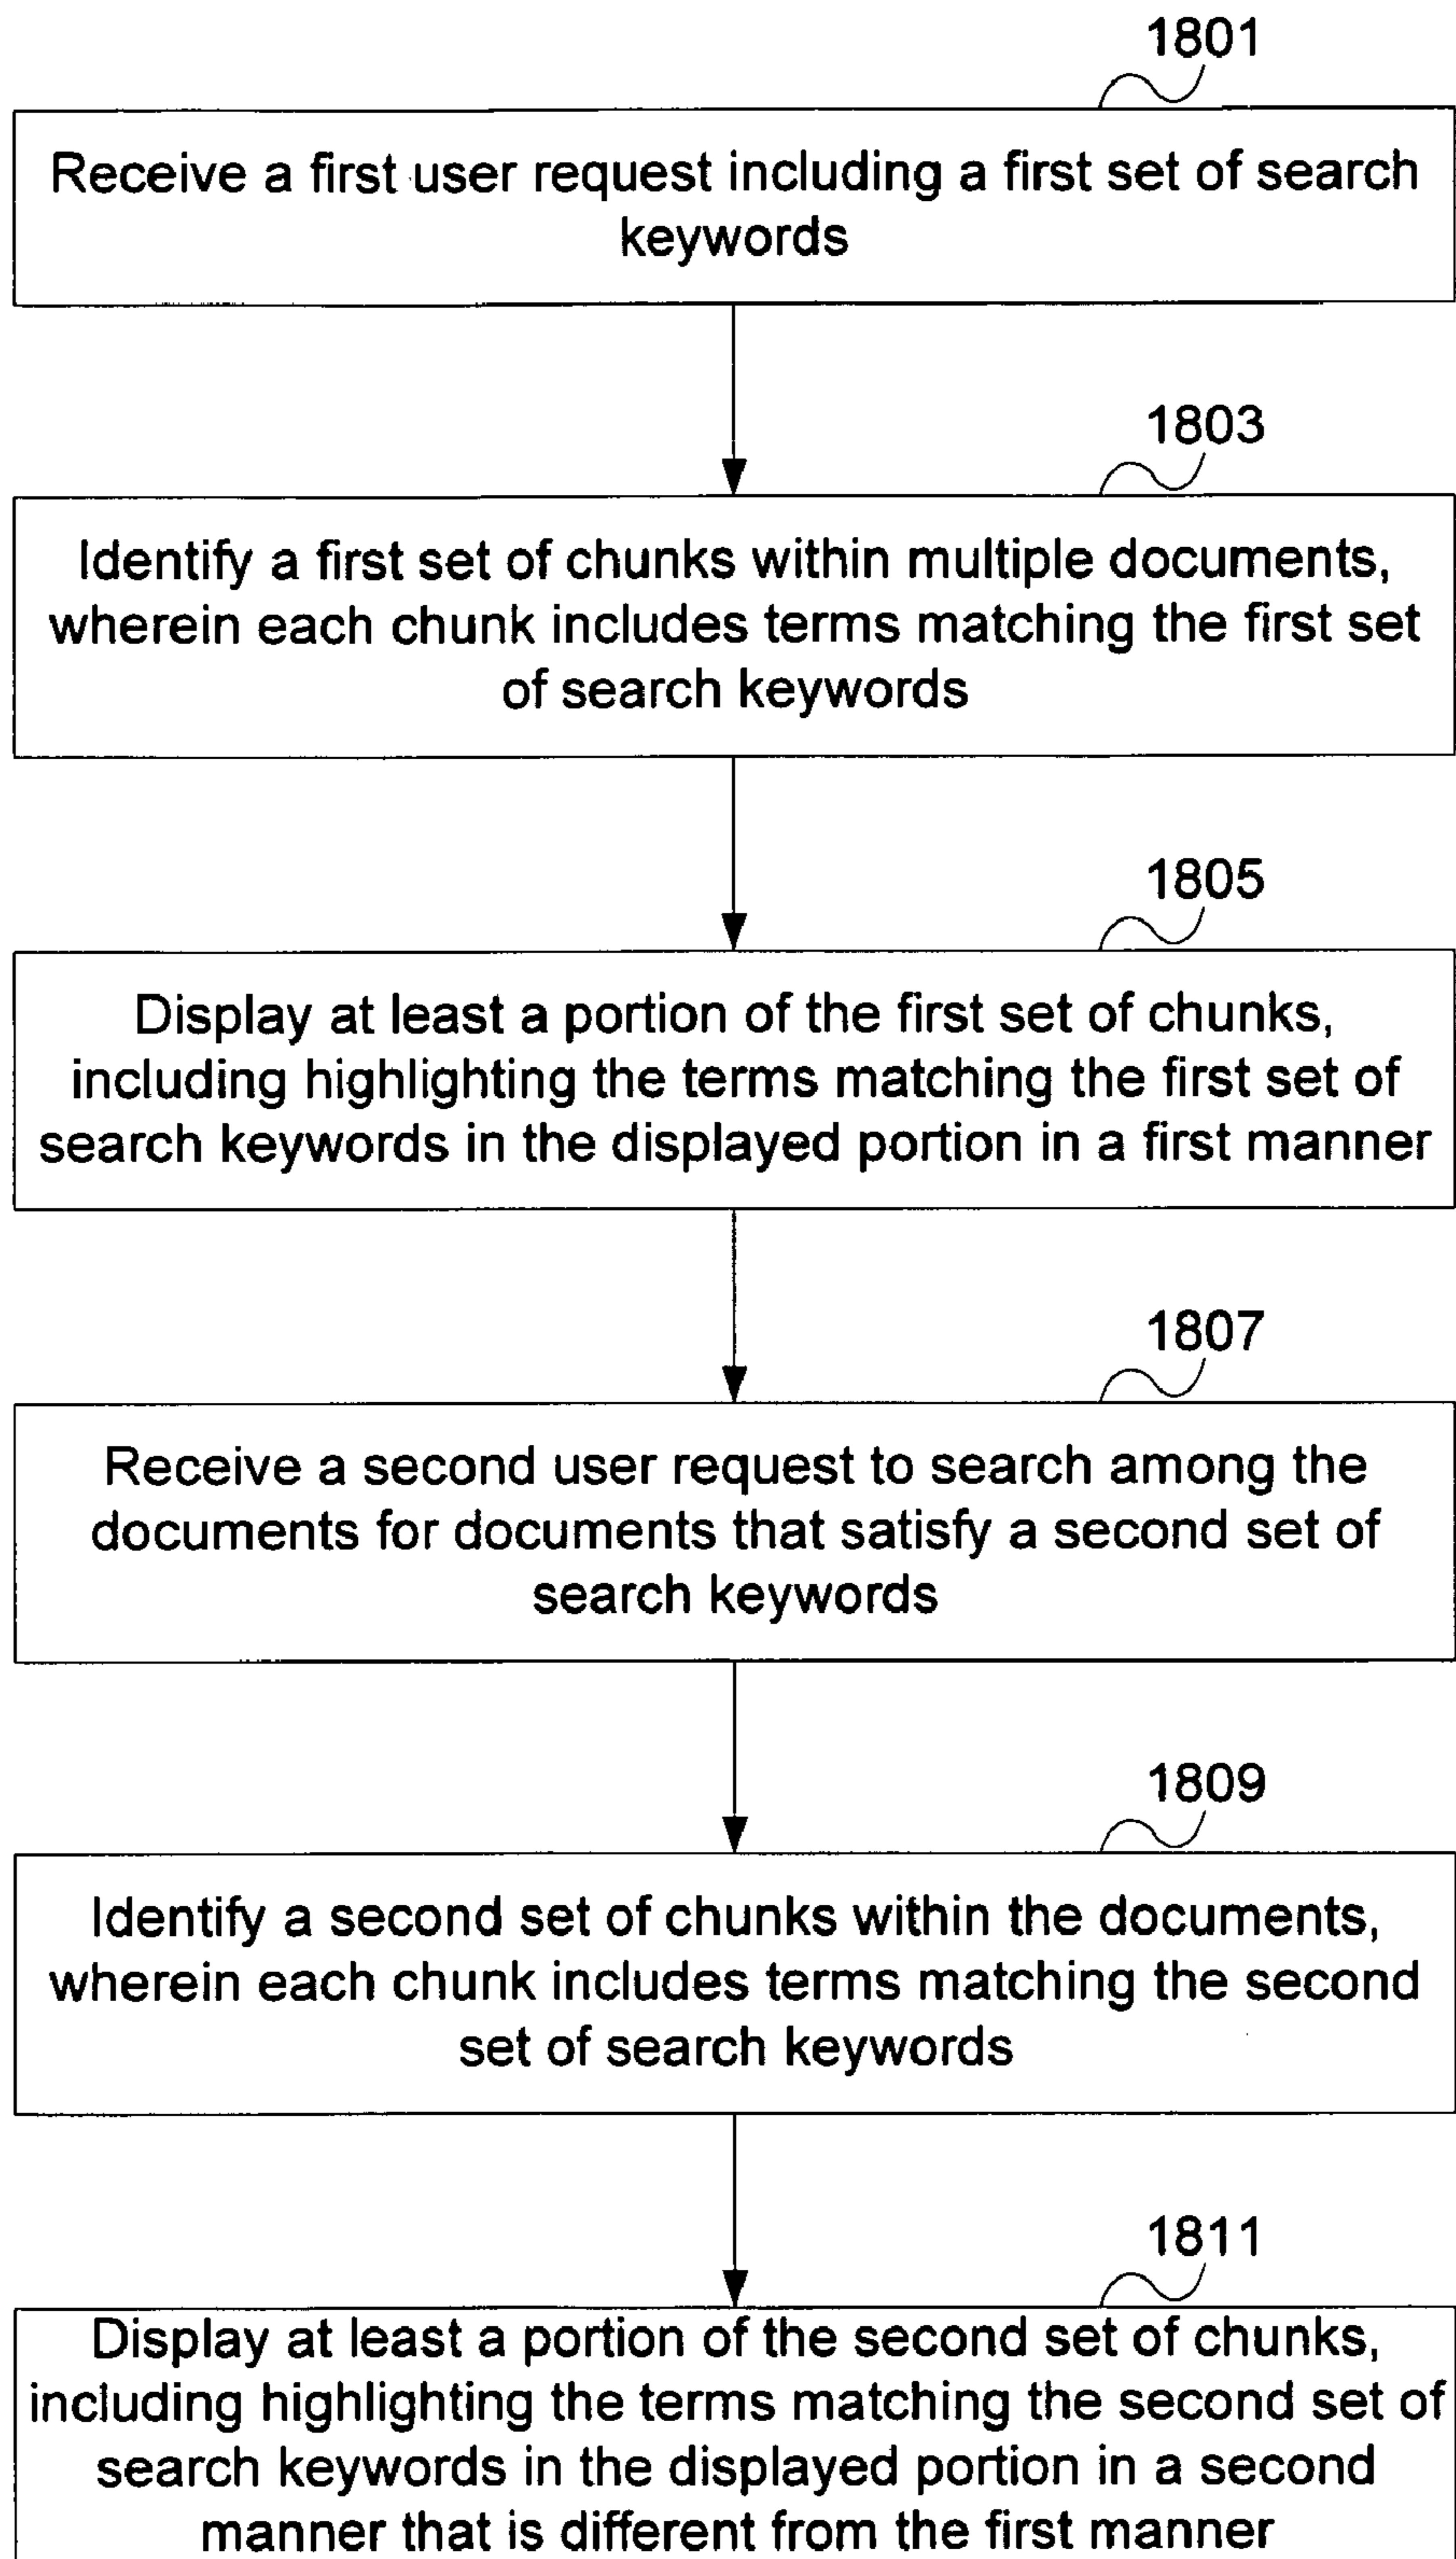 1801
Receive a first user request including a first set of search
keywords
1803
Identify a first set of chunks within multiple documents,
wherein each chunk includes terms matching the first set
of search keywords
1805
Display at least a portion of the first set of chunks,
including highlighting the terms matching the first set of
search keywords in the displayed portion in a first manner
1807
Receive a second user request to search among the
documents for documents that satisfy a second set of
search keywords
1809
Identify a second set of chunks within the documents,
wherein each chunk includes terms matching the second
set of search keywords
1811
Display at least a portion of the second set of chunks,
including highlighting the terms matching the second set of
search keywords in the displayed portion in a second
manner that is different from the first manner